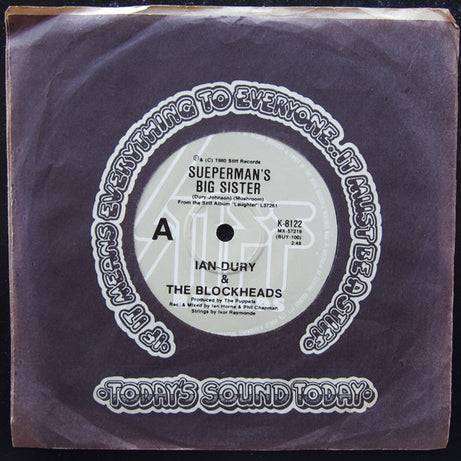 IF IT MEANS EVERYTHING TO EVERYONE..IT MUST BE A STIFF.
℗ & (C) 1980 Stiff Records
SUEPERMAN'S
BIG SISTER
(Dury-Johnson)-(Mushroom)
From the Stiff Album "Laughter" L37261
A
K-8122
MX-57219
(BUY-100)
2:48
STIFF
IAN DURY
&
THE BLOCKHEADS
Produced by The Puppets
Rec. & Mixed by Ian Horne & Phil Chapman
Strings by Ivor Raymonde
•TODAY'S SOUND TODAY•